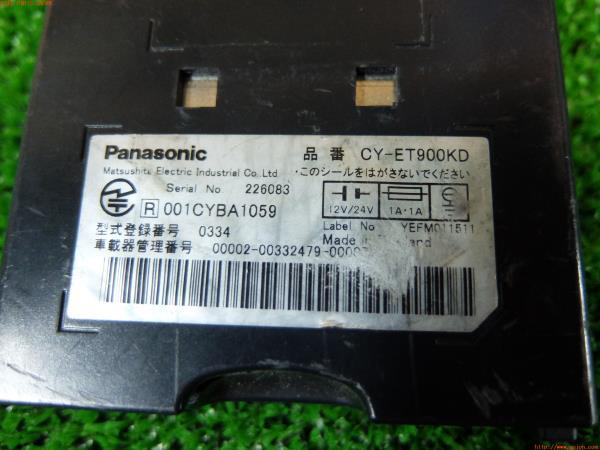 Panasonic 品番 CY-ET900KD
Matsushita Electric Industrial Co.,Ltd. ・このシールをはがさないでください
Serial No 226083
R 001CYBA1059
12V/24V 1A・1A
型式登録番号 0334
Label No YEFM011511
Made in
車載器管理番号 00002-00332479-